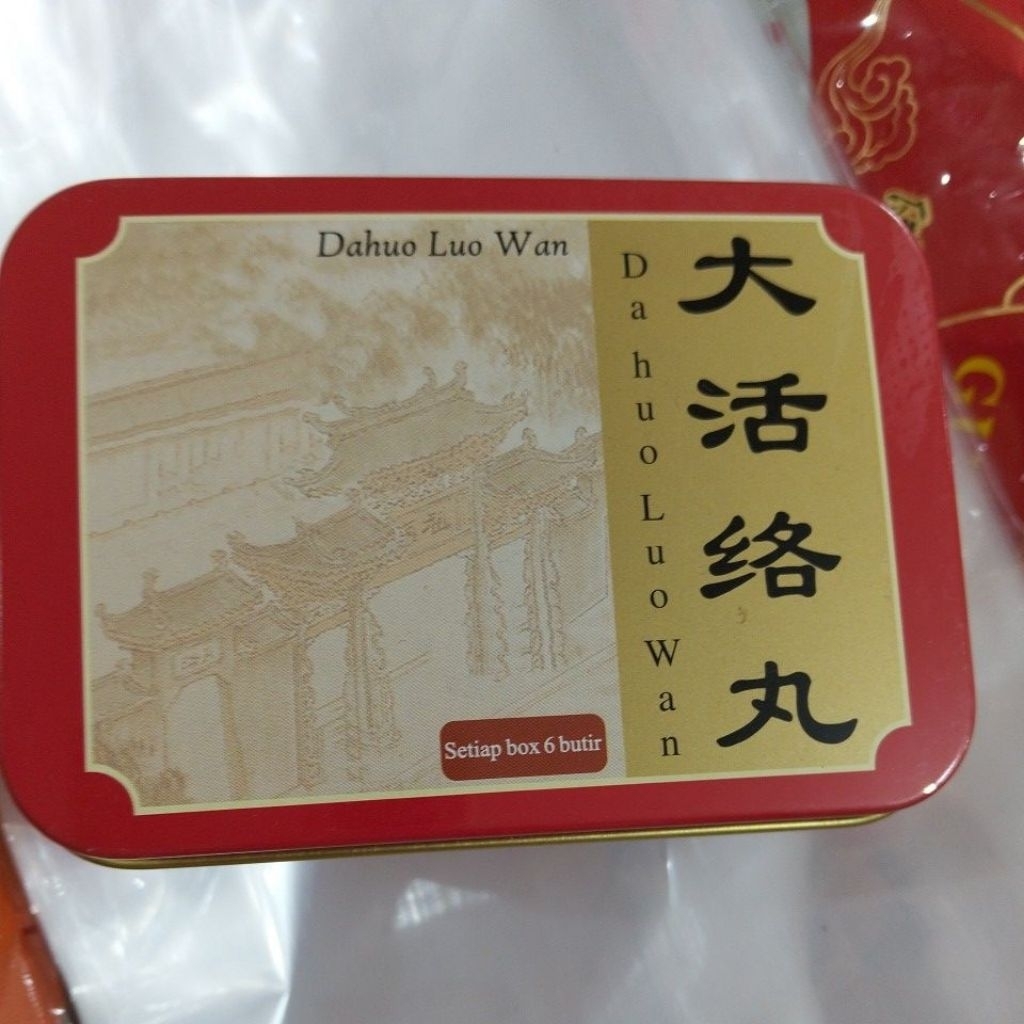 Dahuo Luo Wan
Da huo Luo Wan
大活络丸
Setiap box 6 butir